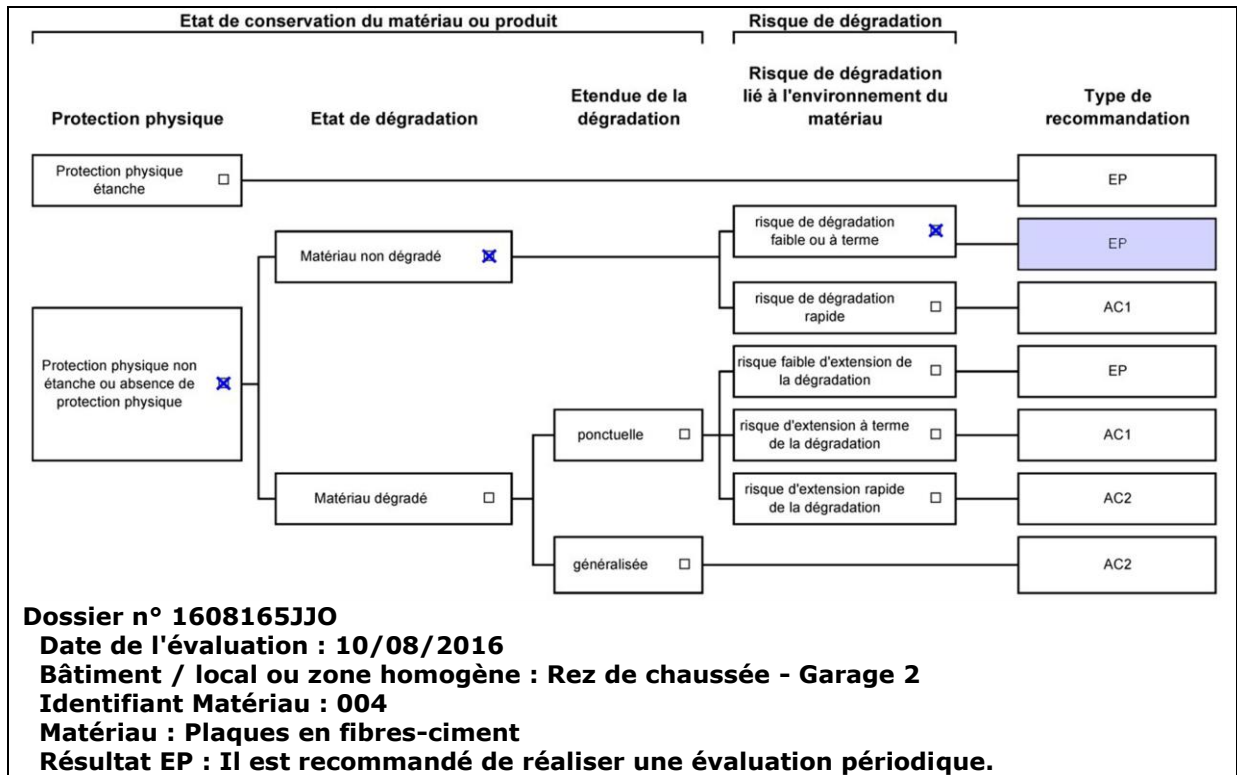 Etat de conservation du matériau ou produit
Risque de dégradation
Protection physique
Etat de dégradation
Etendue de la
dégradation
Risque de dégradation
lié à l'environnement du
matériau
Type de
recommandation
Protection physique
étanche
EP
risque de dégradation
faible ou à terme
EP
Matériau non dégradé
risque de dégradation
rapide
AC1
Protection physique non
étanche ou absence de
protection physique
risque faible d'extension de
la dégradation
EP
ponctuelle
risque d'extension à terme
de la dégradation
AC1
Matériau dégradé
risque d'extension rapide
de la dégradation
AC2
généralisée
AC2
Dossier n° 1608165JJO
Date de l'évaluation : 10/08/2016
Bâtiment / local ou zone homogène : Rez de chaussée - Garage 2
Identifiant Matériau : 004
Matériau : Plaques en fibres-ciment
Résultat EP : Il est recommandé de réaliser une évaluation périodique.